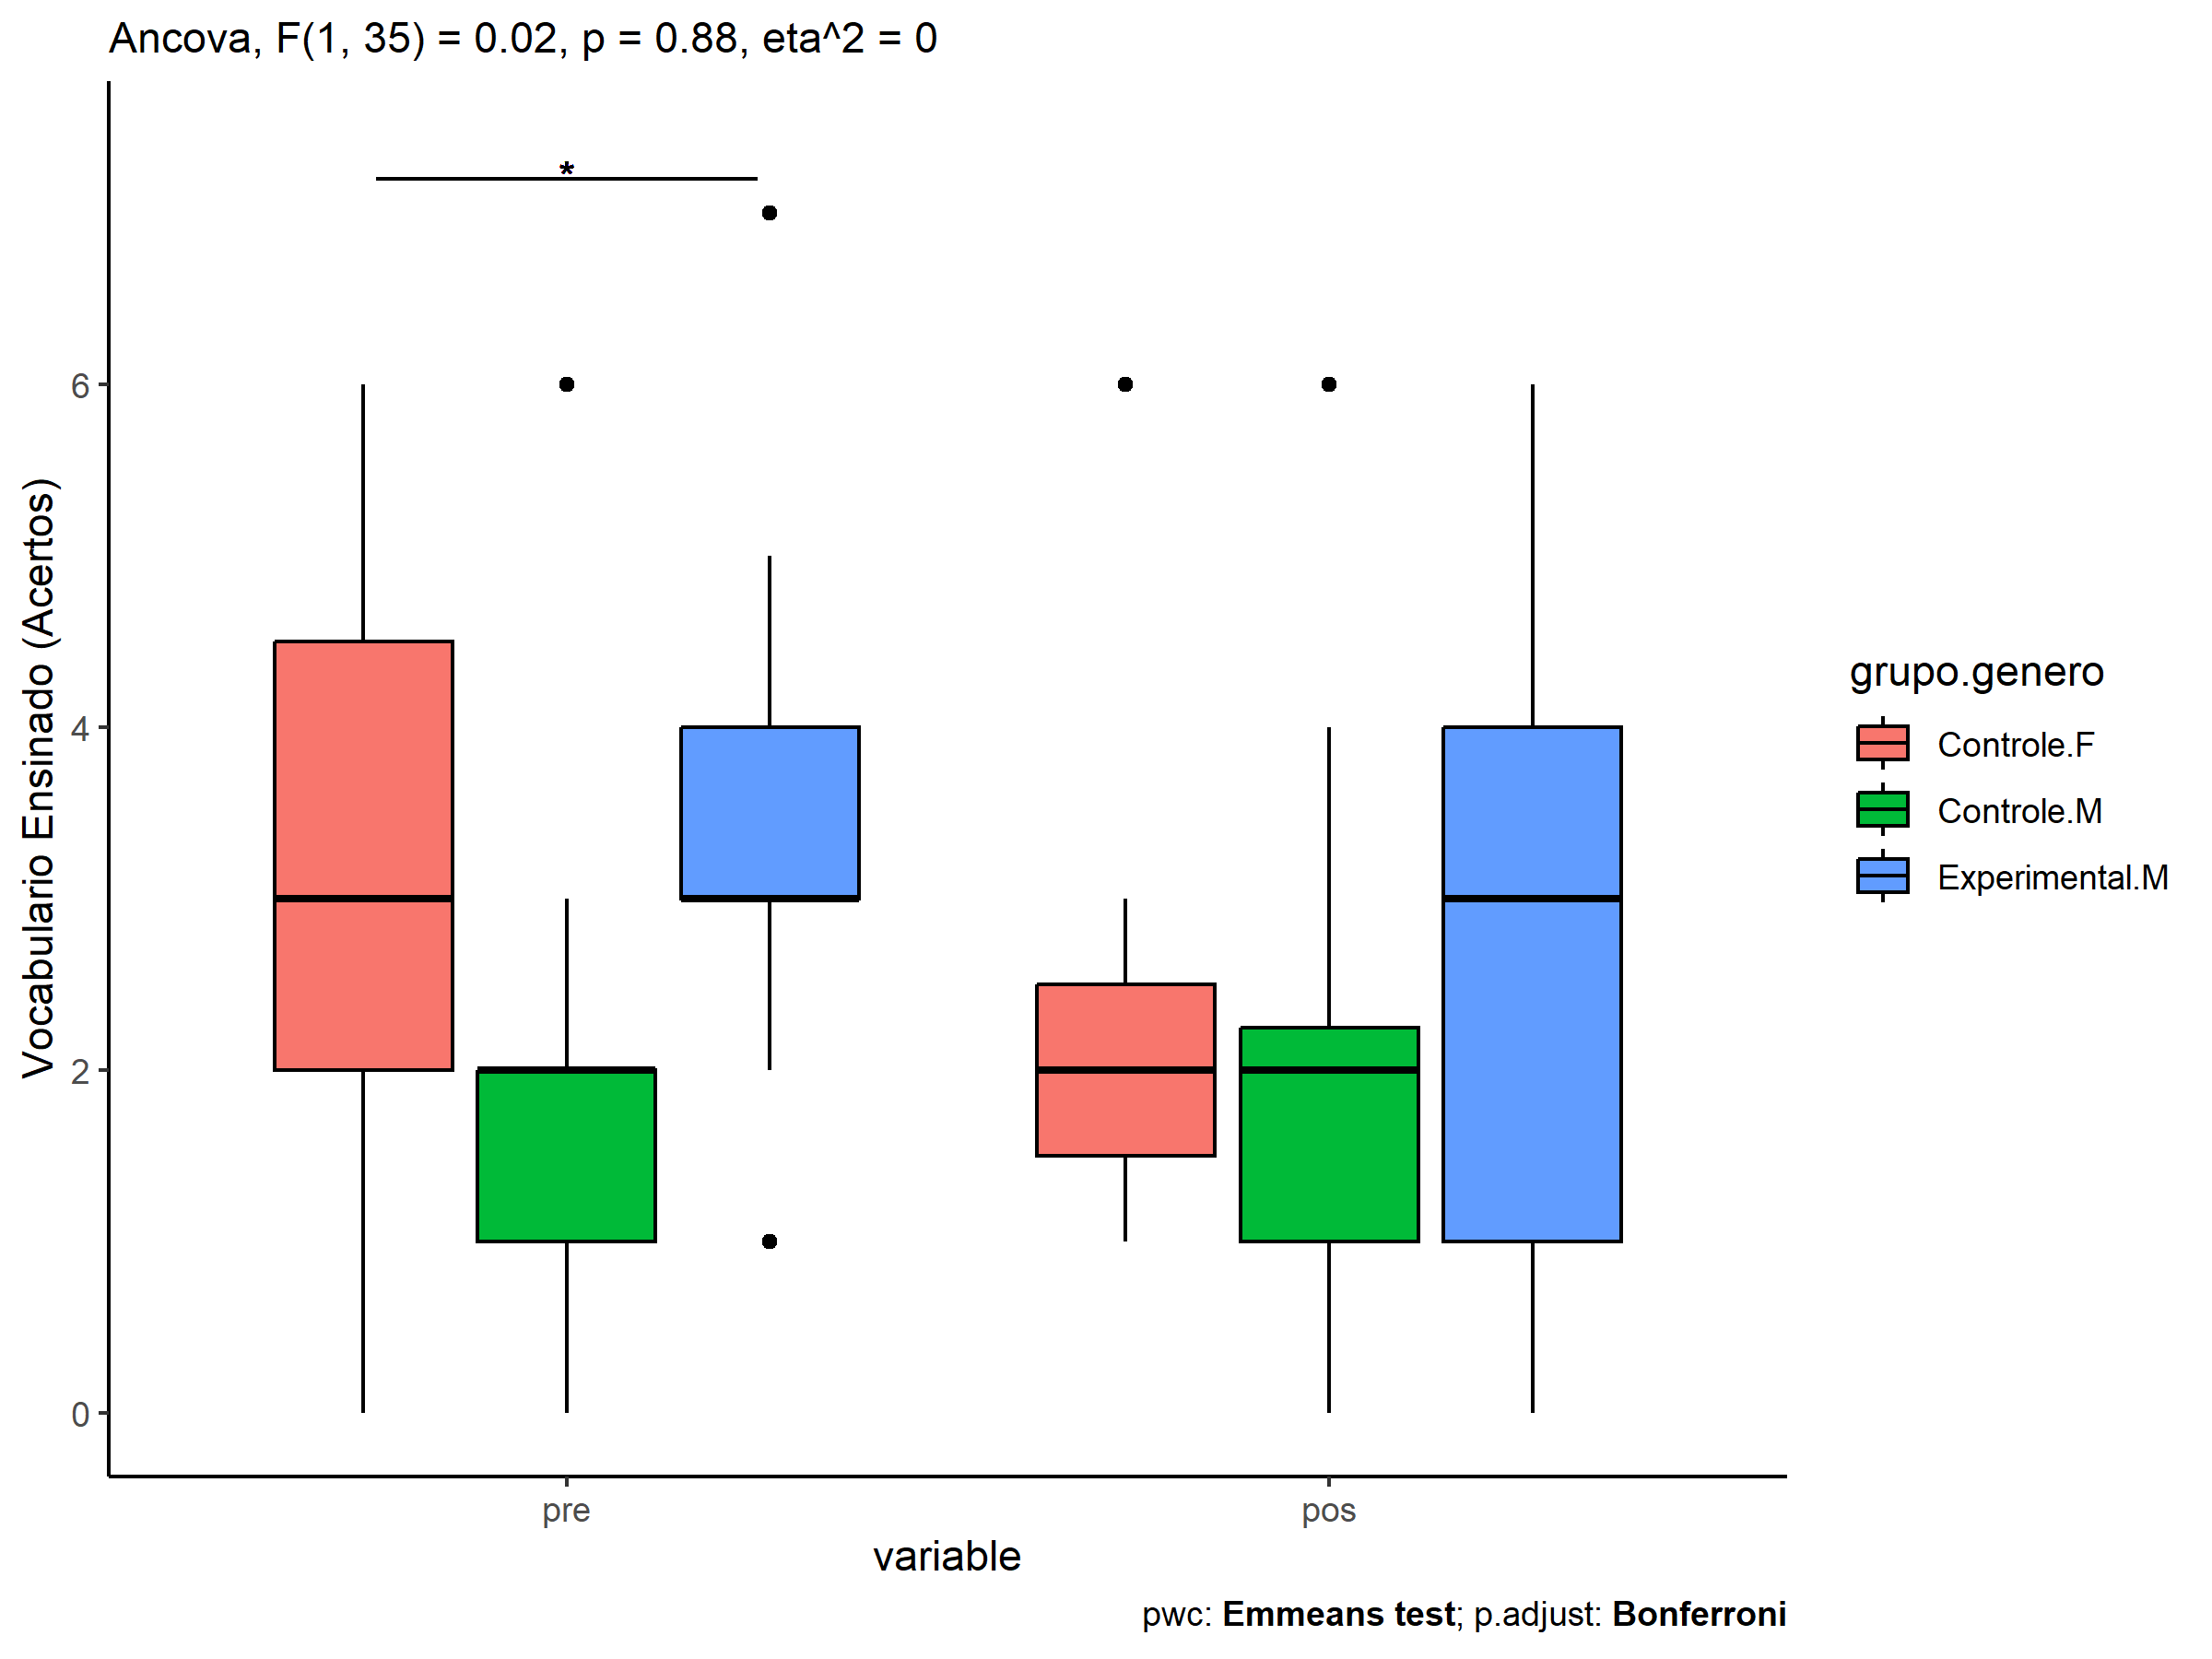 Ancova, F(1, 35) = 0.02, p = 0.88, eta^2 = 0
*
Vocabulario Ensinado (Acertos)
6
4
2
0
pre
pos
variable
grupo.genero
Controle.F
Controle.M
Experimental.M
pwc: Emmeans test; p.adjust: Bonferroni